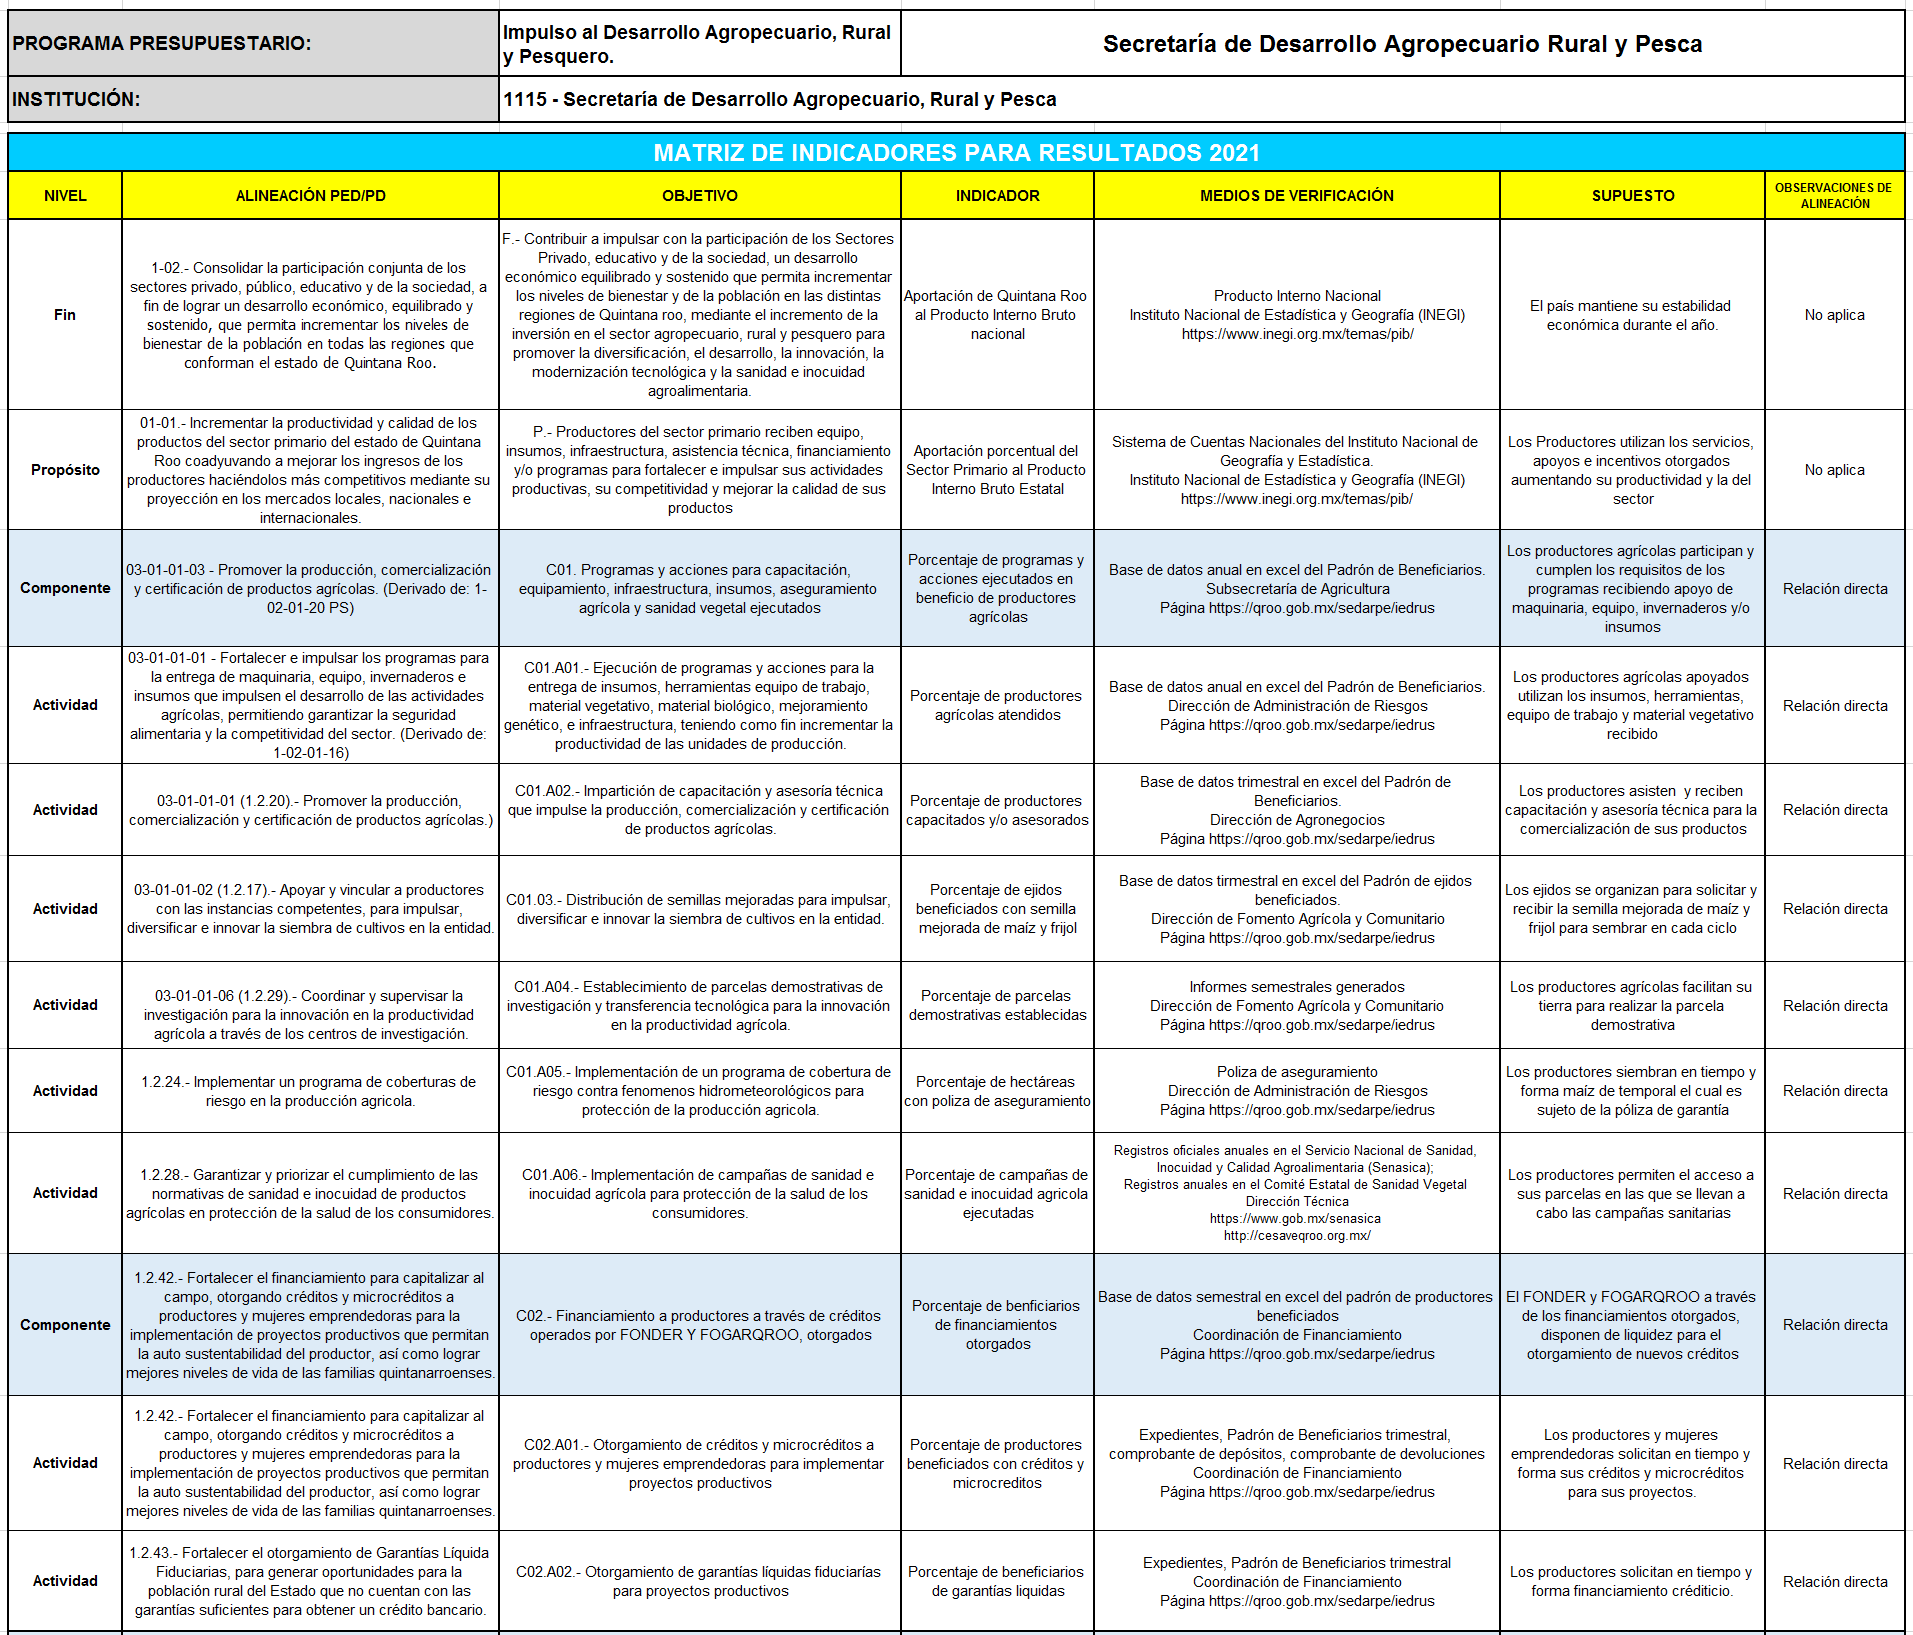 PROGRAMA PRESUPUESTARIO:
Impulso al Desarrollo Agropecuario, Rural
y Pesquero.
Secretaría de Desarrollo Agropecuario Rural y Pesca
INSTITUCIÓN:
1115 - Secretaría de Desarrollo Agropecuario, Rural y Pesca
MATRIZ DE INDICADORES PARA RESULTADOS 2021
NIVEL
ALINEACIÓN PED/PD
OBJETIVO
INDICADOR
MEDIOS DE VERIFICACIÓN
SUPUESTO
OBSERVACIONES DE
ALINEACIÓN
Fin
1-02.- Consolidar la participación conjunta de los
sectores privado, público, educativo y de la sociedad, a
fin de lograr un desarrollo económico, equilibrado y
sostenido, que permita incrementar los niveles de
bienestar de la población en todas las regiones que
conforman el estado de Quintana Roo.
F.- Contribuir a impulsar con la participación de los Sectores
Privado, educativo y de la sociedad, un desarrollo
económico equilibrado y sostenido que permita incrementar
los niveles de bienestar y de la población en las distintas
regiones de Quintana roo, mediante el incremento de la
inversión en el sector agropecuario, rural y pesquero para
promover la diversificación, el desarrollo, la innovación, la
modernización tecnológica y la sanidad e inocuidad
agroalimentaria.
Aportación de Quintana Roo
al Producto Interno Bruto
nacional
Producto Interno Nacional
Instituto Nacional de Estadística y Geografía (INEGI)
https://www.inegi.org.mx/temas/pib/
El país mantiene su estabilidad
económica durante el año.
No aplica
Propósito
01-01.- Incrementar la productividad y calidad de los
productos del sector primario del estado de Quintana
Roo coadyuvando a mejorar los ingresos de los
productores haciéndolos más competitivos mediante su
proyección en los mercados locales, nacionales e
internacionales.
P.- Productores del sector primario reciben equipo,
insumos, infraestructura, asistencia técnica, financiamiento
y/o programas para fortalecer e impulsar sus actividades
productivas, su competitividad y mejorar la calidad de sus
productos
Aportación porcentual del
Sector Primario al Producto
Interno Bruto Estatal
Sistema de Cuentas Nacionales del Instituto Nacional de
Geografía y Estadística.
Instituto Nacional de Estadística y Geografía (INEGI)
https://www.inegi.org.mx/temas/pib/
Los Productores utilizan los servicios,
apoyos e incentivos otorgados
aumentando su productividad y la del
sector
No aplica
Componente
03-01-01-03 - Promover la producción, comercialización
y certificación de productos agrícolas. (Derivado de: 1-
02-01-20 PS)
C01. Programas y acciones para capacitación,
equipamiento, infraestructura, insumos, aseguramiento
agrícola y sanidad vegetal ejecutados
Porcentaje de programas y
acciones ejecutados en
beneficio de productores
agrícolas
Base de datos anual en excel del Padrón de Beneficiarios.
Subsecretaría de Agricultura
Página https://qroo.gob.mx/sedarpe/iedrus
Los productores agrícolas participan y
cumplen los requisitos de los
programas recibiendo apoyo de
maquinaria, equipo, invernaderos y/o
insumos
Relación directa
Actividad
03-01-01-01 - Fortalecer e impulsar los programas para
la entrega de maquinaria, equipo, invernaderos e
insumos que impulsen el desarrollo de las actividades
agrícolas, permitiendo garantizar la seguridad
alimentaria y la competitividad del sector. (Derivado de:
1-02-01-16)
C01.A01.- Ejecución de programas y acciones para la
entrega de insumos, herramientas equipo de trabajo,
material vegetativo, material biológico, mejoramiento
genético, e infraestructura, teniendo como fin incrementar la
productividad de las unidades de producción.
Porcentaje de productores
agrícolas atendidos
Base de datos anual en excel del Padrón de Beneficiarios.
Dirección de Administración de Riesgos
Página https://qroo.gob.mx/sedarpe/iedrus
Los productores agrícolas apoyados
utilizan los insumos, herramientas,
equipo de trabajo y material vegetativo
recibido
Relación directa
Actividad
03-01-01-01 (1.2.20).- Promover la producción,
comercialización y certificación de productos agrícolas.)
C01.A02.- Impartición de capacitación y asesoría técnica
que impulse la producción, comercialización y certificación
de productos agrícolas.
Porcentaje de productores
capacitados y/o asesorados
Base de datos trimestral en excel del Padrón de
Beneficiarios.
Dirección de Agronegocios
Página https://qroo.gob.mx/sedarpe/iedrus
Los productores asisten  y reciben
capacitación y asesoría técnica para la
comercialización de sus productos
Relación directa
Actividad
03-01-01-02 (1.2.17).- Apoyar y vincular a productores
con las instancias competentes, para impulsar,
diversificar e innovar la siembra de cultivos en la entidad.
C01.03.- Distribución de semillas mejoradas para impulsar,
diversificar e innovar la siembra de cultivos en la entidad.
Porcentaje de ejidos
beneficiados con semilla
mejorada de maíz y frijol
Base de datos tirmestral en excel del Padrón de ejidos
beneficiados.
Dirección de Fomento Agrícola y Comunitario
Página https://qroo.gob.mx/sedarpe/iedrus
Los ejidos se organizan para solicitar y
recibir la semilla mejorada de maíz y
frijol para sembrar en cada ciclo
Relación directa
Actividad
03-01-01-06 (1.2.29).- Coordinar y supervisar la
investigación para la innovación en la productividad
agrícola a través de los centros de investigación.
C01.A04.- Establecimiento de parcelas demostrativas de
investigación y transferencia tecnológica para la innovación
en la productividad agrícola.
Porcentaje de parcelas
demostrativas establecidas
Informes semestrales generados
Dirección de Fomento Agrícola y Comunitario
Página https://qroo.gob.mx/sedarpe/iedrus
Los productores agrícolas facilitan su
tierra para realizar la parcela
demostrativa
Relación directa
Actividad
1.2.24.- Implementar un programa de coberturas de
riesgo en la producción agricola.
C01.A05.- Implementación de un programa de cobertura de
riesgo contra fenomenos hidrometeorológicos para
protección de la producción agricola.
Porcentaje de hectáreas
con poliza de aseguramiento
Poliza de aseguramiento
Dirección de Administración de Riesgos
Página https://qroo.gob.mx/sedarpe/iedrus
Los productores siembran en tiempo y
forma maíz de temporal el cual es
sujeto de la póliza de garantía
Relación directa
Actividad
1.2.28.- Garantizar y priorizar el cumplimiento de las
normativas de sanidad e inocuidad de productos
agrícolas en protección de la salud de los consumidores.
C01.A06.- Implementación de campañas de sanidad e
inocuidad agrícola para protección de la salud de los
consumidores.
Porcentaje de campañas de
sanidad e inocuidad agricola
ejecutadas
Registros oficiales anuales en el Servicio Nacional de Sanidad,
Inocuidad y Calidad Agroalimentaria (Senasica);
Registros anuales en el Comité Estatal de Sanidad Vegetal
Dirección Técnica
https://www.gob.mx/senasica
http://cesaveqroo.org.mx/
Los productores permiten el acceso a
sus parcelas en las que se llevan a
cabo las campañas sanitarias
Relación directa
Componente
1.2.42.- Fortalecer el financiamiento para capitalizar al
campo, otorgando créditos y microcréditos a
productores y mujeres emprendedoras para la
implementación de proyectos productivos que permitan
la auto sustentabilidad del productor, así como lograr
mejores niveles de vida de las familias quintanarroenses.
C02.- Financiamiento a productores a través de créditos
operados por FONDER Y FOGARQROO, otorgados
Porcentaje de benficiarios
de financiamientos
otorgados
Base de datos semestral en excel del padrón de productores
beneficiados
Coordinación de Financiamiento
Página https://qroo.gob.mx/sedarpe/iedrus
El FONDER y FOGARQROO a través
de los financiamientos otorgados,
disponen de liquidez para el
otorgamiento de nuevos créditos
Relación directa
Actividad
1.2.42.- Fortalecer el financiamiento para capitalizar al
campo, otorgando créditos y microcréditos a
productores y mujeres emprendedoras para la
implementación de proyectos productivos que permitan
la auto sustentabilidad del productor, así como lograr
mejores niveles de vida de las familias quintanarroenses.
C02.A01.- Otorgamiento de créditos y microcréditos a
productores y mujeres emprendedoras para implementar
proyectos productivos
Porcentaje de productores
beneficiados con créditos y
microcreditos
Expedientes, Padrón de Beneficiarios trimestral,
comprobante de depósitos, comprobante de devoluciones
Coordinación de Financiamiento
Página https://qroo.gob.mx/sedarpe/iedrus
Los productores y mujeres
emprendedoras solicitan en tiempo y
forma sus créditos y microcréditos
para sus proyectos.
Relación directa
Actividad
1.2.43.- Fortalecer el otorgamiento de Garantías Líquida
Fiduciarias, para generar oportunidades para la
población rural del Estado que no cuentan con las
garantías suficientes para obtener un crédito bancario.
C02.A02.- Otorgamiento de garantías líquidas fiduciarías
para proyectos productivos
Porcentaje de beneficiarios
de garantías liquidas
Expedientes, Padrón de Beneficiarios trimestral
Coordinación de Financiamiento
Página https://qroo.gob.mx/sedarpe/iedrus
Los productores solicitan en tiempo y
forma financiamiento créditicio.
Relación directa